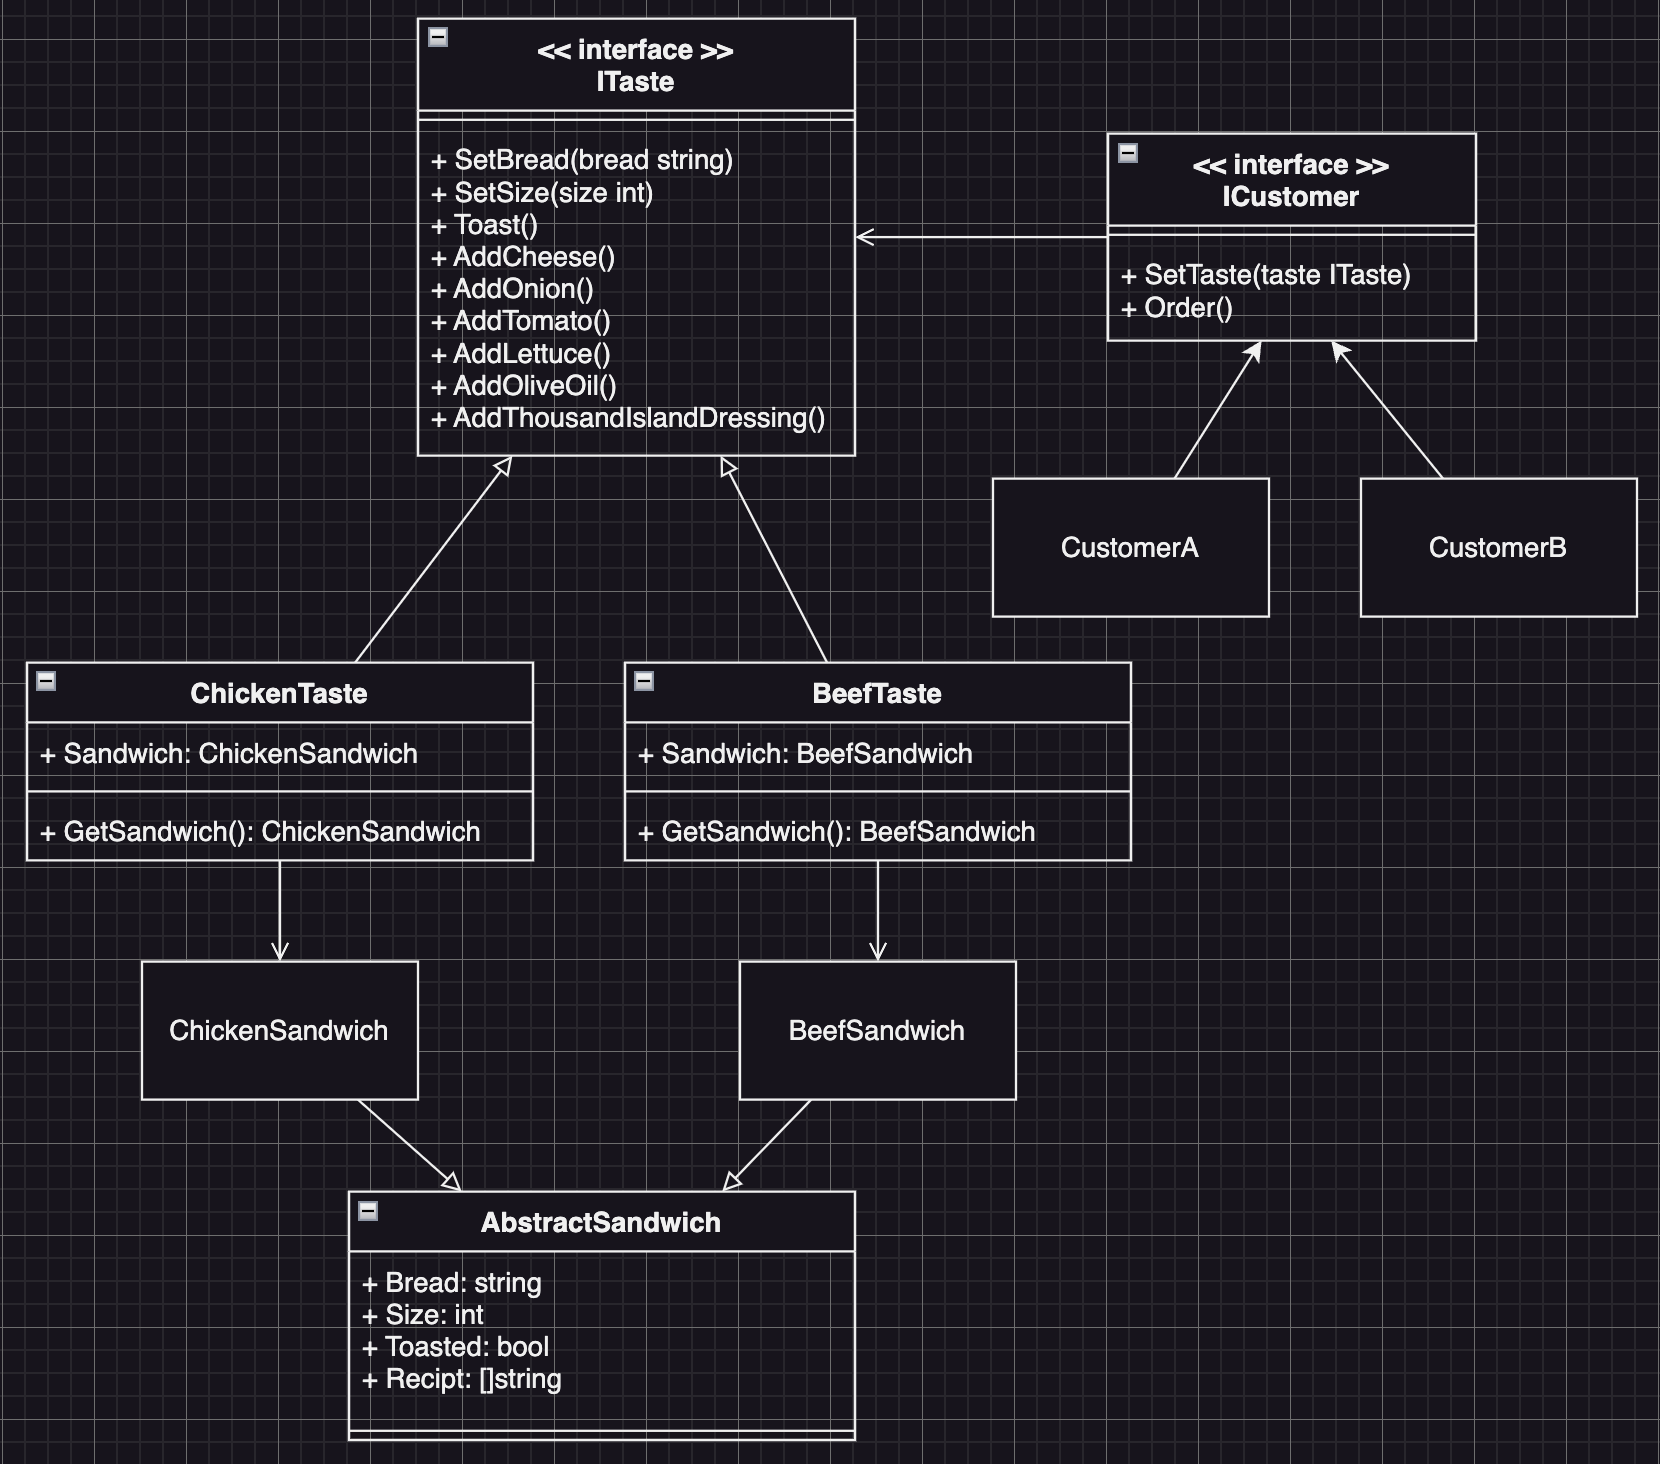 << interface >>
ITaste
+ SetBread(bread string)
+ SetSize(size int)
+ Toast()
+ AddCheese()
+ AddOnion()
+ AddTomato()
+ AddLettuce()
+ AddOliveOil()
+ AddThousandIslandDressing()
<< interface >>
ICustomer
+ SetTaste(taste ITaste)
+ Order()
CustomerA
CustomerB
ChickenTaste
+ Sandwich: ChickenSandwich
+ GetSandwich(): ChickenSandwich
BeefTaste
+ Sandwich: BeefSandwich
+ GetSandwich(): BeefSandwich
ChickenSandwich
BeefSandwich
AbstractSandwich
+ Bread: string
+ Size: int
+ Toasted: bool
+ Recipt: []string